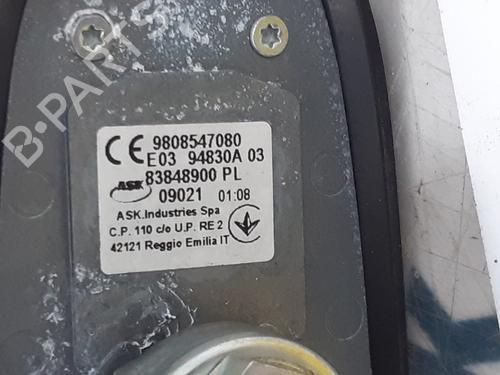 B-PARTS
CE 9808547080
E03 94830A 03
ASK 83848900 PL
09021 01:08
ASK.Industries Spa
C.P. 110 c/o U.P. RE 2
42121 Reggio Emilia IT